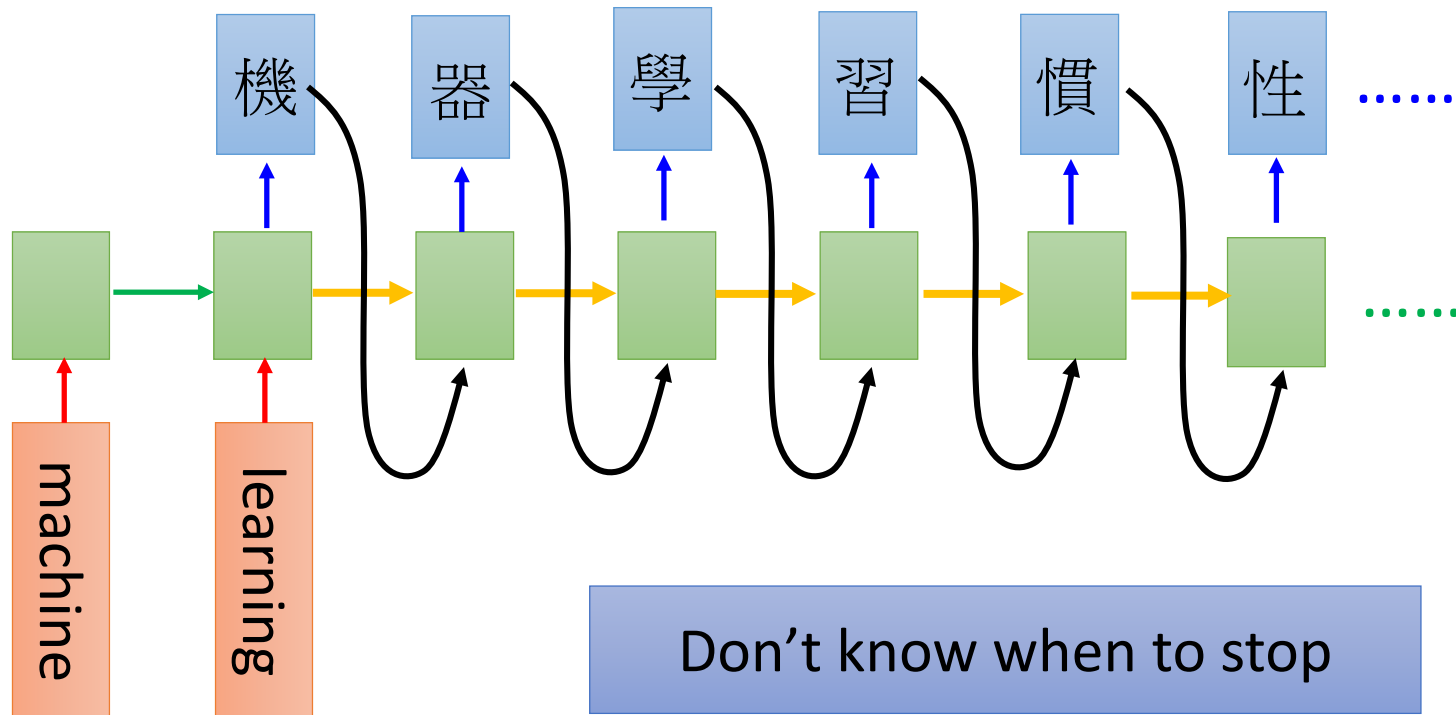 機 器 學 習 慣 性 ......
......
machine
learning
Don’t know when to stop